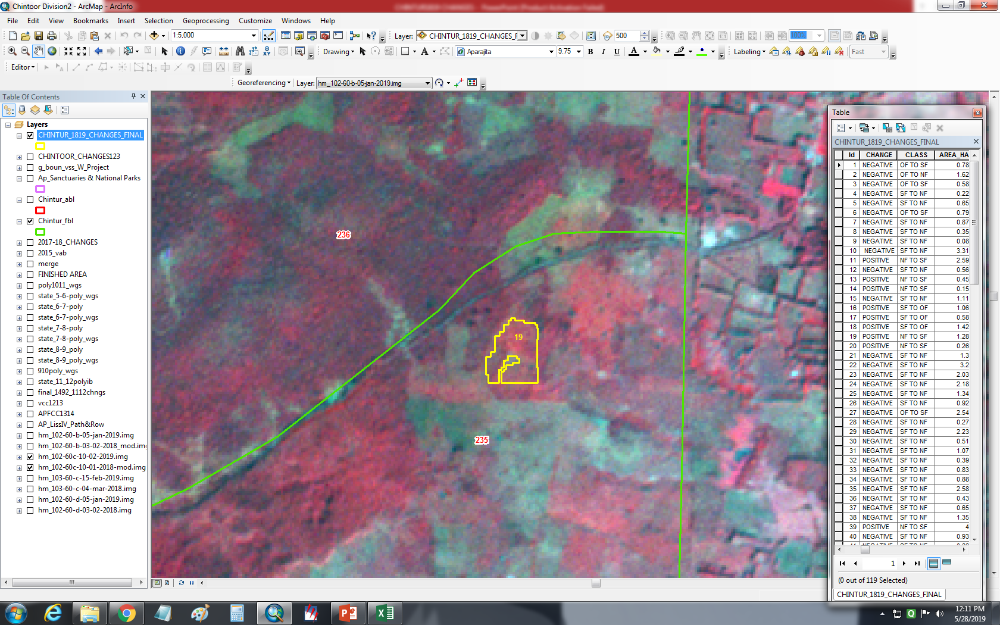 Chintoor Division2 - ArcMap - ArcInfo
File Edit View Bookmarks Insert Selection Geoprocessing Customize Windows Help
1:5,000 Layer: CHINTUR_1819_CHANGES_F 500 100%
Drawing Aparajita 9.75 B I U A Labeling Fast
Editor
Georeferencing Layer: hm_102-60-b-05-jan-2019.img
Table Of Contents
Layers
CHINTUR_1819_CHANGES_FINAL
CHINTOOR_CHANGES123
g_boun_vss_W_Project
Ap_Sanctuaries & National Parks
Chintur_abl
Chintur_fbl
2017-18_CHANGES
2015_vab
merge
FINISHED AREA
poly1011_wgs
state_5-6-poly_wgs
state_6-7-poly
state_6-7-poly_wgs
state_7-8-poly
state_7-8-poly_wgs
state_8-9_poly
state_8-9_poly_wgs
910poly_wgs
state_11_12polyib
final_1492_1112chngs
vcc1213
APFCC1314
AP_LissIV_Path&Row
hm_102-60-b-05-jan-2019.img
hm_102-60-b-03-02-2018_mod.im
hm_102-60c-10-02-2019.img
hm_102-60c-10-01-2018-mod.img
hm_103-60-c-15-feb-2019.img
hm_103-60-c-04-mar-2018.img
hm_102-60-d-05-jan-2019.img
hm_102-60-d-03-02-2018.img
236
19
235
Table
CHINTUR_1819_CHANGES_FINAL
Id CHANGE CLASS AREA_HA
1 NEGATIVE OF TO SF 0.78
2 NEGATIVE OF TO NF 1.62
3 NEGATIVE OF TO SF 0.58
4 NEGATIVE SF TO NF 0.22
5 NEGATIVE SF TO NF 0.65
6 NEGATIVE OF TO SF 0.79
7 NEGATIVE SF TO NF 0.87
8 NEGATIVE SF TO NF 0.35
9 NEGATIVE SF TO NF 0.08
10 NEGATIVE SF TO NF 3.31
11 POSITIVE NF TO SF 2.59
12 NEGATIVE SF TO NF 0.56
13 POSITIVE NF TO SF 0.45
14 POSITIVE NF TO SF 0.15
15 NEGATIVE SF TO NF 1.11
16 POSITIVE SF TO OF 1.06
17 POSITIVE SF TO OF 0.58
18 POSITIVE SF TO OF 1.42
19 POSITIVE NF TO SF 1.28
20 POSITIVE NF TO SF 0.26
21 NEGATIVE SF TO NF 1.3
22 NEGATIVE SF TO NF 3.2
23 NEGATIVE SF TO NF 2.03
24 NEGATIVE SF TO NF 2.18
25 NEGATIVE SF TO NF 1.34
26 NEGATIVE SF TO NF 0.92
27 NEGATIVE OF TO SF 2.54
28 NEGATIVE SF TO NF 0.27
29 NEGATIVE SF TO NF 2.23
30 NEGATIVE SF TO NF 0.51
31 NEGATIVE SF TO NF 1.07
32 NEGATIVE SF TO NF 0.39
33 NEGATIVE SF TO NF 0.83
34 NEGATIVE SF TO NF 0.88
35 NEGATIVE SF TO NF 2.58
36 NEGATIVE SF TO NF 0.43
37 NEGATIVE SF TO NF 0.65
38 NEGATIVE SF TO NF 1.35
39 POSITIVE NF TO SF 4
40 NEGATIVE SF TO NF 0.93
1
(0 out of 119 Selected)
CHINTUR_1819_CHANGES_FINAL
12:11 PM
5/28/2019